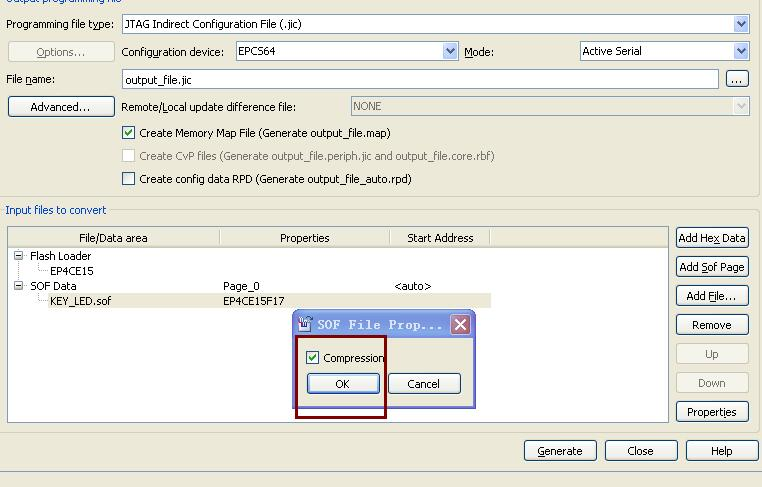 Output programming file
Programming file type: JTAG Indirect Configuration File (.jic)
Options... Configuration device: EPCS64 Mode: Active Serial
File name: output_file.jic ...
Advanced... Remote/Local update difference file: NONE
Create Memory Map File (Generate output_file.map)
Create CvP files (Generate output_file.periph.jic and output_file.core.rbf)
Create config data RPD (Generate output_file_auto.rpd)
Input files to convert
File/Data area Properties Start Address
Flash Loader
EP4CE15
SOF Data Page_0 <auto>
KEY_LED.sof EP4CE15F17
Add Hex Data
Add Sof Page
Add File...
Remove
Up
Down
Properties
SOF File Prop...
Compression
OK Cancel
Generate Close Help